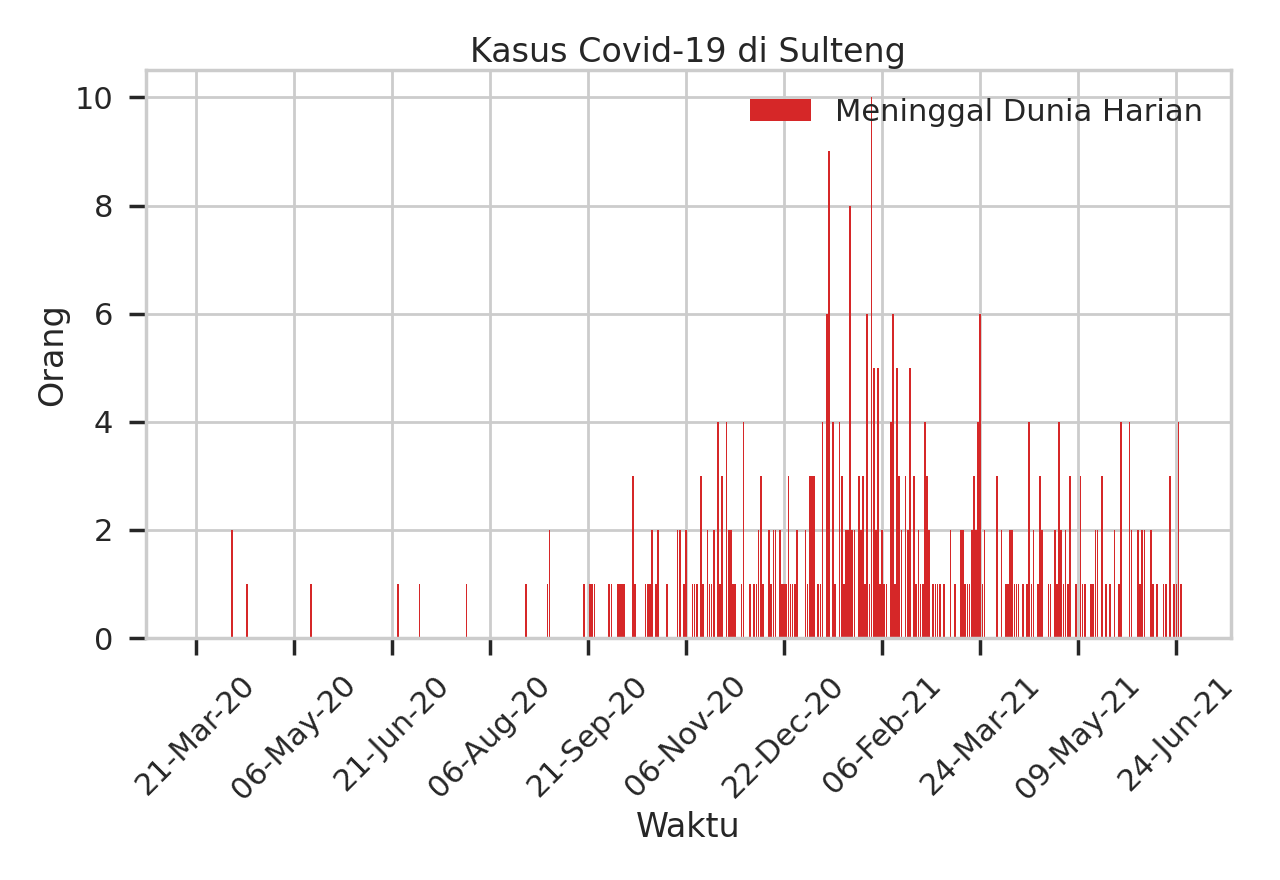 Kasus Covid-19 di Sulteng
Meninggal Dunia Harian
Orang
10
8
6
4
2
0
21-Mar-20
06-May-20
21-Jun-20
06-Aug-20
21-Sep-20
06-Nov-20
22-Dec-20
06-Feb-21
24-Mar-21
09-May-21
24-Jun-21
Waktu